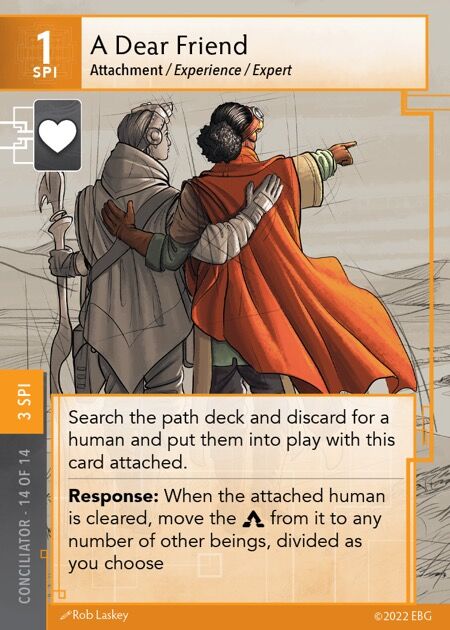 1
SPI
A Dear Friend
Attachment / Experience / Expert
3 SPI
CONCILIATOR · 14 OF 14
Search the path deck and discard for a
human and put them into play with this
card attached.
Response: When the attached human
is cleared, move the from it to any
number of other beings, divided as
you choose
Rob Laskey
©2022 EBG